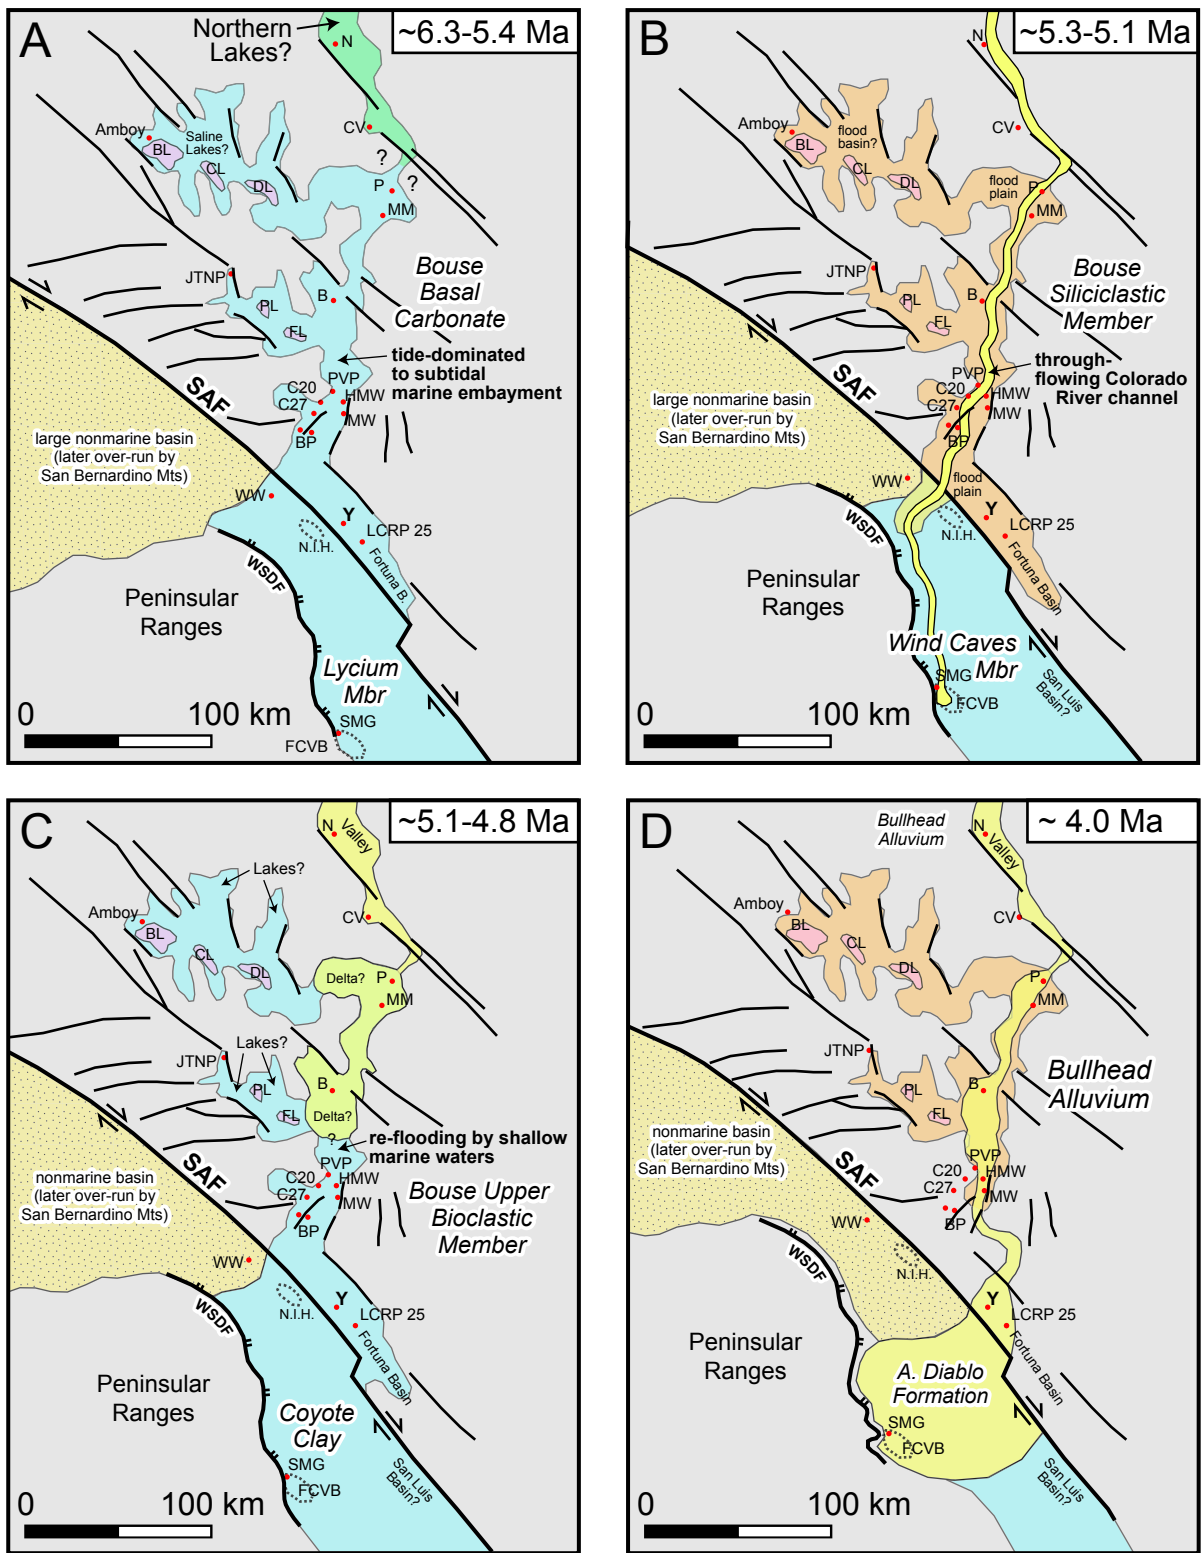 A
Northern
Lakes?
~6.3-5.4 Ma
N
Amboy
BL
Saline
Lakes?
CL
DL
CV
?
?
P
MM
JTNP
PL
FL
B
Bouse
Basal
Carbonate
tide-dominated
to subtidal
marine embayment
SAF
PVP
C20
HMW
C27
MW
BP
large nonmarine basin
(later over-run by
San Bernardino Mts)
WW
Y
LCRP 25
N.I.H.
Fortuna B.
WSDF
Peninsular
Ranges
Lycium
Mbr
0
100 km
SMG
FCVB
B
~5.3-5.1 Ma
N
Amboy
BL
flood
basin?
CL
DL
CV
flood
plain
P
MM
JTNP
PL
FL
B
Bouse
Siliciclastic
Member
through-
flowing Colorado
River channel
SAF
PVP
C20
HMW
C27
MW
BP
large nonmarine basin
(later over-run by
San Bernardino Mts)
WW
flood
plain
Y
LCRP 25
N.I.H.
Fortuna Basin
WSDF
Peninsular
Ranges
Wind Caves
Mbr
SMG
FCVB
San Luis
Basin?
0
100 km
C
~5.1-4.8 Ma
N
Valley
Lakes?
Amboy
BL
CL
DL
CV
Delta?
P
MM
Lakes?
JTNP
PL
FL
B
Delta?
?
re-flooding by shallow
marine waters
SAF
PVP
C20
HMW
C27
MW
BP
Bouse Upper
Bioclastic
Member
nonmarine basin
(later over-run by
San Bernardino Mts)
WW
Y
LCRP 25
N.I.H.
Fortuna Basin
WSDF
Peninsular
Ranges
Coyote
Clay
SMG
FCVB
San Luis
Basin?
0
100 km
D
Bullhead
Alluvium
~ 4.0 Ma
N
Valley
Amboy
BL
CL
DL
CV
P
MM
JTNP
PL
FL
B
Bullhead
Alluvium
SAF
PVP
C20
HMW
C27
MW
BP
nonmarine basin
(later over-run by
San Bernardino Mts)
WW
N.I.H.
Y
LCRP 25
Fortuna Basin
WSDF
Peninsular
Ranges
A. Diablo
Formation
SMG
FCVB
San Luis
Basin?
0
100 km